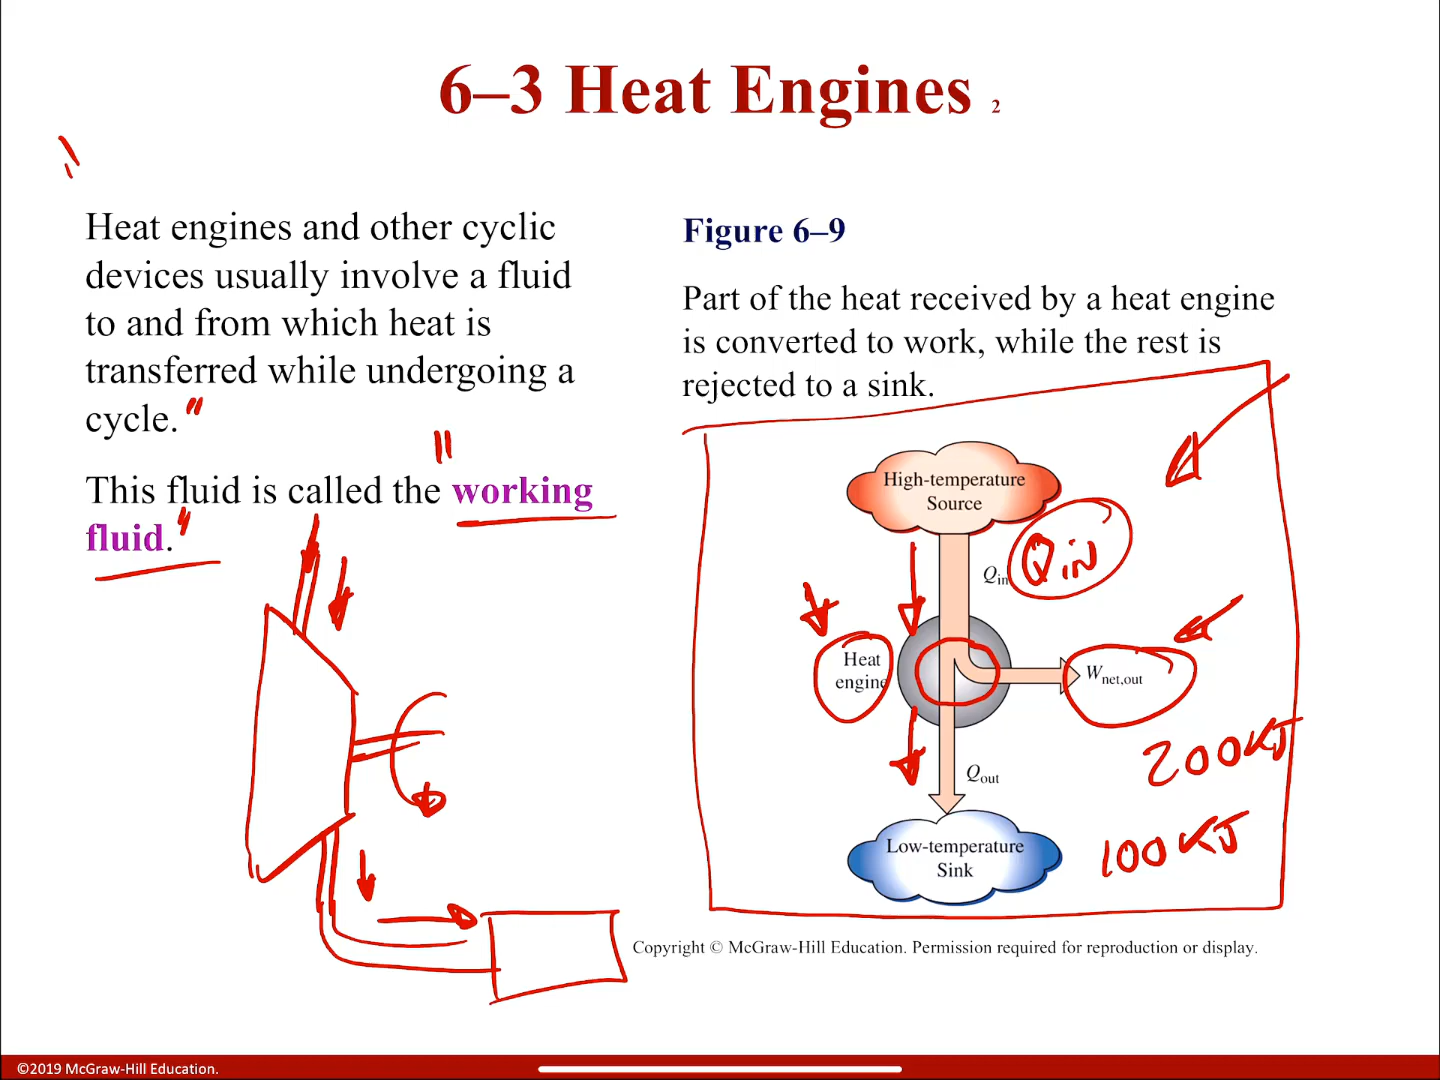 6–3 Heat Engines 2
Heat engines and other cyclic
devices usually involve a fluid
to and from which heat is
transferred while undergoing a
cycle."
This fluid is called the "working
fluid."
Figure 6–9
Part of the heat received by a heat engine
is converted to work, while the rest is
rejected to a sink.
High-temperature
Source
Qin
QIN
Heat
engine
Wnet,out
200KJ
Qout
100KJ
Low-temperature
Sink
Copyright © McGraw-Hill Education. Permission required for reproduction or display.
©2019 McGraw-Hill Education.